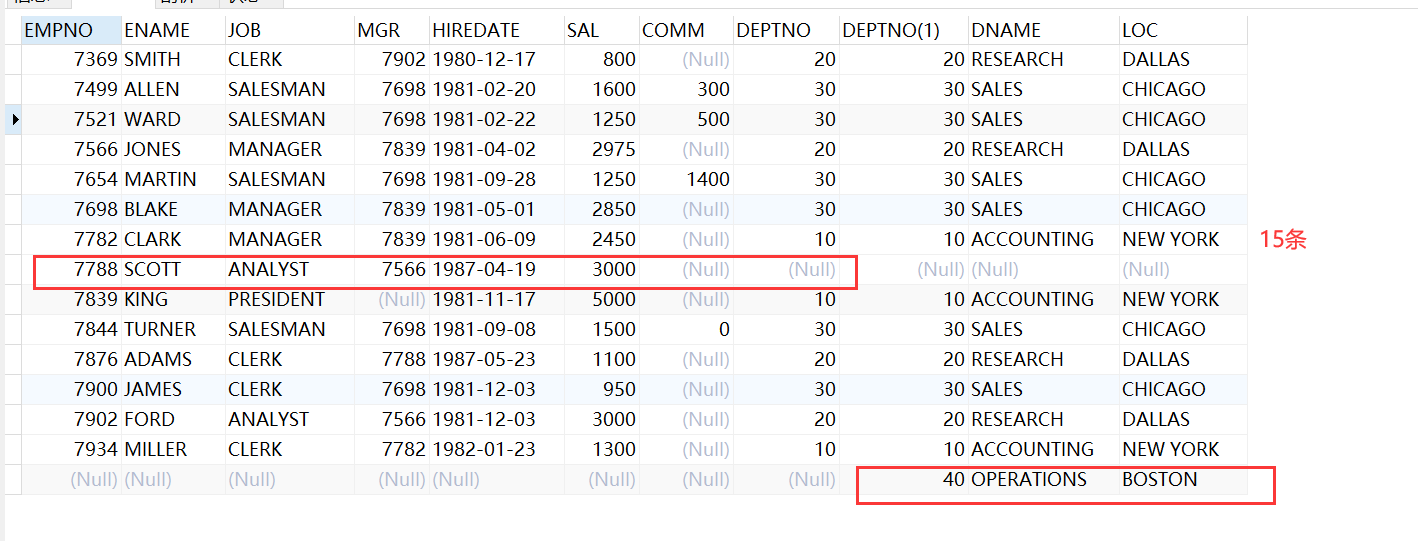 EMPNO ENAME JOB MGR HIREDATE SAL COMM DEPTNO DEPTNO(1) DNAME LOC
7369 SMITH CLERK 7902 1980-12-17 800 (Null) 20 20 RESEARCH DALLAS
7499 ALLEN SALESMAN 7698 1981-02-20 1600 300 30 30 SALES CHICAGO
7521 WARD SALESMAN 7698 1981-02-22 1250 500 30 30 SALES CHICAGO
7566 JONES MANAGER 7839 1981-04-02 2975 (Null) 20 20 RESEARCH DALLAS
7654 MARTIN SALESMAN 7698 1981-09-28 1250 1400 30 30 SALES CHICAGO
7698 BLAKE MANAGER 7839 1981-05-01 2850 (Null) 30 30 SALES CHICAGO
7782 CLARK MANAGER 7839 1981-06-09 2450 (Null) 10 10 ACCOUNTING NEW YORK
15条
7788 SCOTT ANALYST 7566 1987-04-19 3000 (Null) (Null) (Null) (Null) (Null)
7839 KING PRESIDENT (Null) 1981-11-17 5000 (Null) 10 10 ACCOUNTING NEW YORK
7844 TURNER SALESMAN 7698 1981-09-08 1500 0 30 30 SALES CHICAGO
7876 ADAMS CLERK 7788 1987-05-23 1100 (Null) 20 20 RESEARCH DALLAS
7900 JAMES CLERK 7698 1981-12-03 950 (Null) 30 30 SALES CHICAGO
7902 FORD ANALYST 7566 1981-12-03 3000 (Null) 20 20 RESEARCH DALLAS
7934 MILLER CLERK 7782 1982-01-23 1300 (Null) 10 10 ACCOUNTING NEW YORK
(Null) (Null) (Null) (Null) (Null) (Null) (Null) (Null) 40 OPERATIONS BOSTON